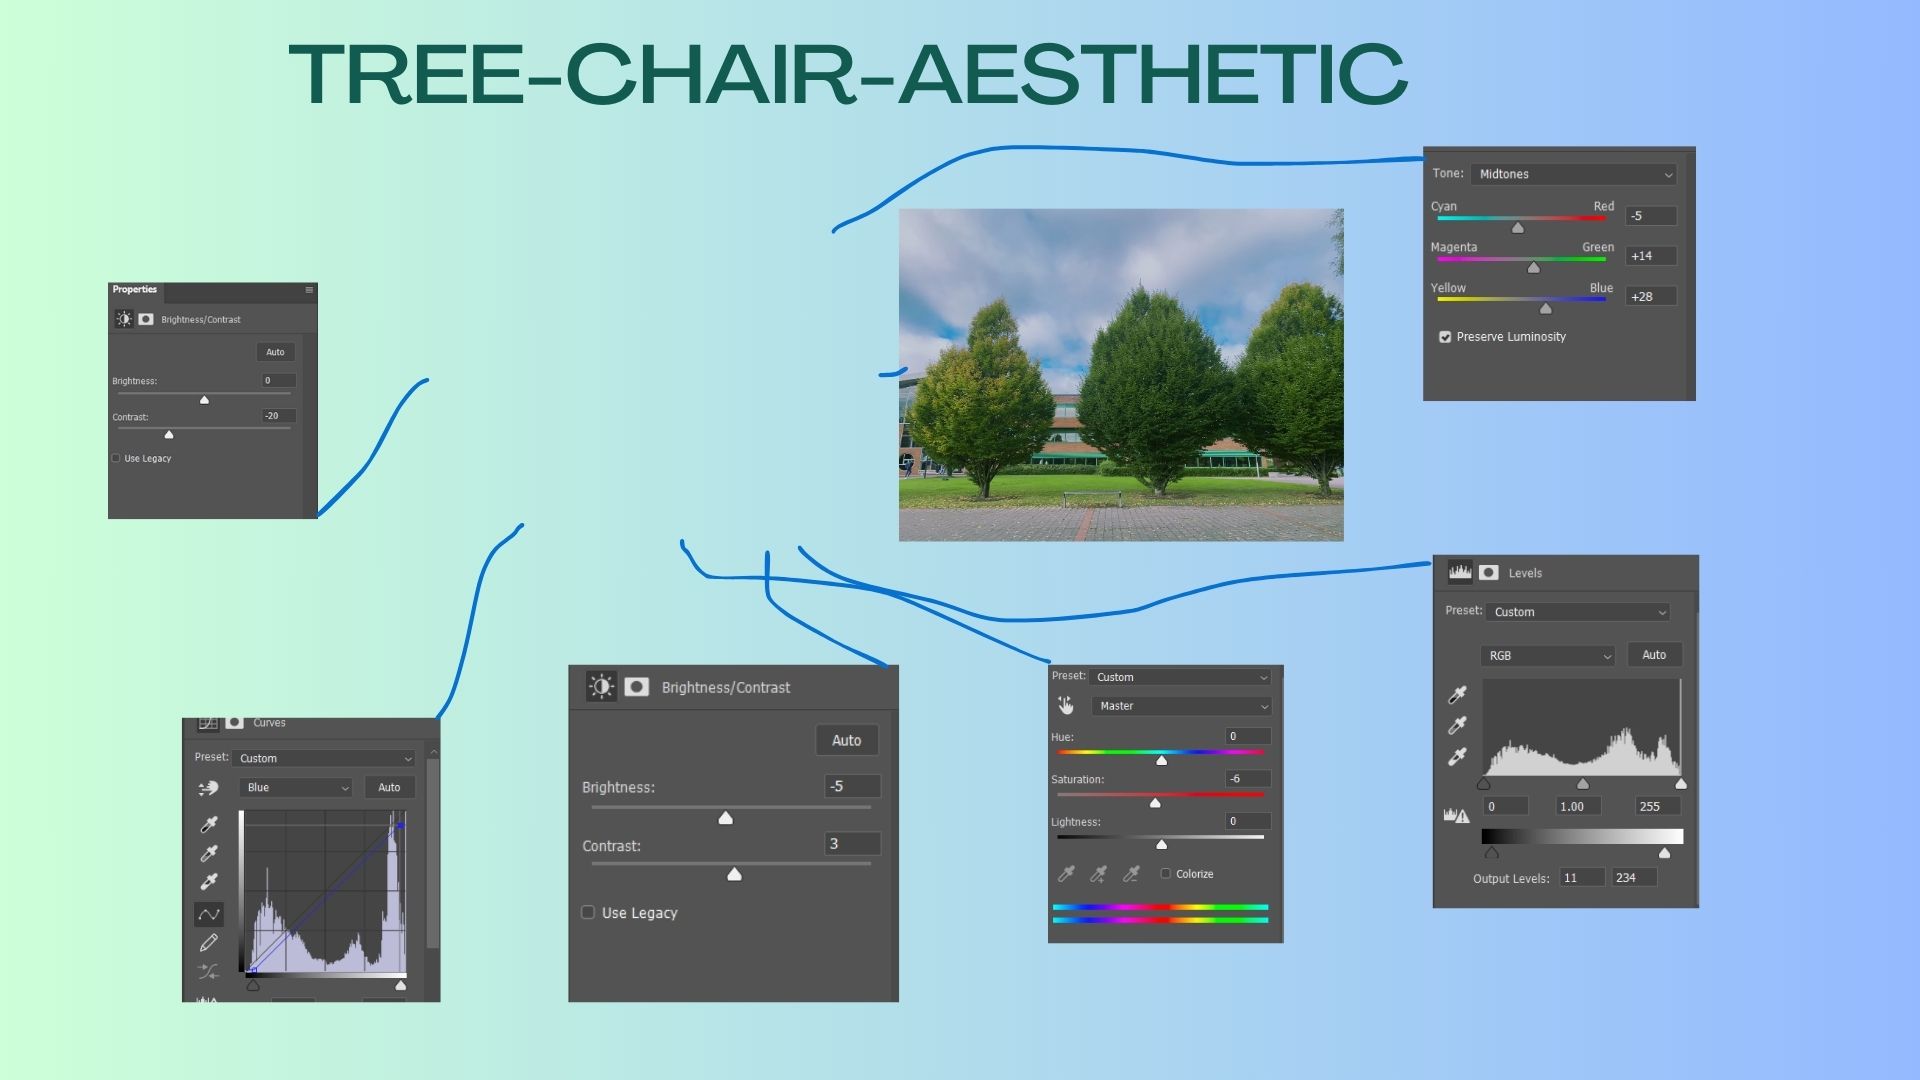 TREE-CHAIR-AESTHETIC
Properties
Brightness/Contrast
Auto
Brightness: 0
Contrast: -20
Use Legacy
Tone: Midtones
Cyan Red -5
Magenta Green +14
Yellow Blue +28
Preserve Luminosity
Curves
Preset: Custom
Blue Auto
Brightness/Contrast
Auto
Brightness: -5
Contrast: 3
Use Legacy
Preset: Custom
Master
Hue: 0
Saturation: -6
Lightness: 0
Colorize
Levels
Preset: Custom
RGB Auto
0 1.00 255
Output Levels: 11 234